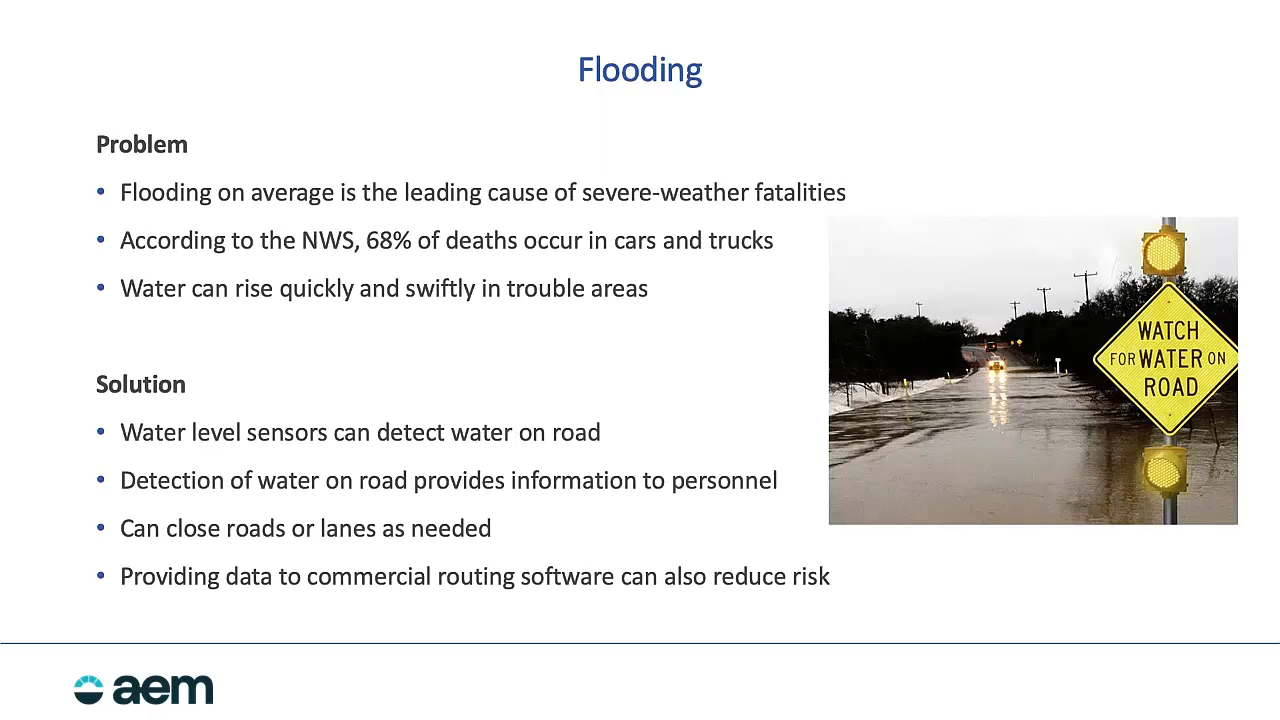 Flooding
Problem
• Flooding on average is the leading cause of severe-weather fatalities
• According to the NWS, 68% of deaths occur in cars and trucks
• Water can rise quickly and swiftly in trouble areas
WATCH
FOR WATER ON
ROAD
Solution
• Water level sensors can detect water on road
• Detection of water on road provides information to personnel
• Can close roads or lanes as needed
• Providing data to commercial routing software can also reduce risk
aem